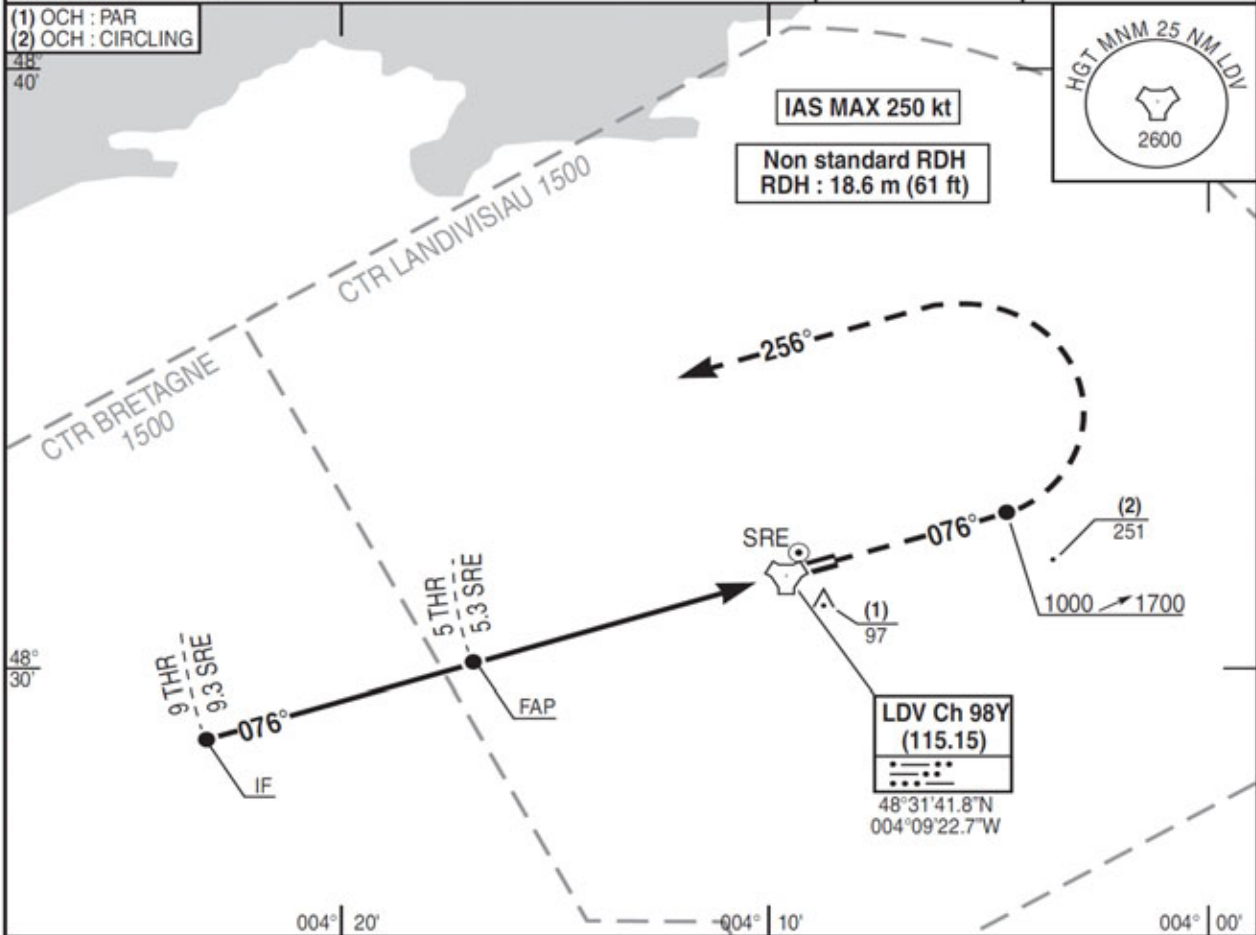 (1) OCH : PAR
(2) OCH : CIRCLING
48°
40'
HGT MNM 25 NM LDV
2600
IAS MAX 250 kt
Non standard RDH
RDH : 18.6 m (61 ft)
CTR LANDIVISIAU 1500
CTR BRETAGNE
1500
256°
SRE
076°
(2)
251
1000 1700
(1)
97
5 THR
5.3 SRE
FAP
48°
30'
9 THR
9.3 SRE
076°
IF
LDV Ch 98Y
(115.15)
48°31'41.8"N
004°09'22.7"W
004° 20'
004° 10'
004° 00'